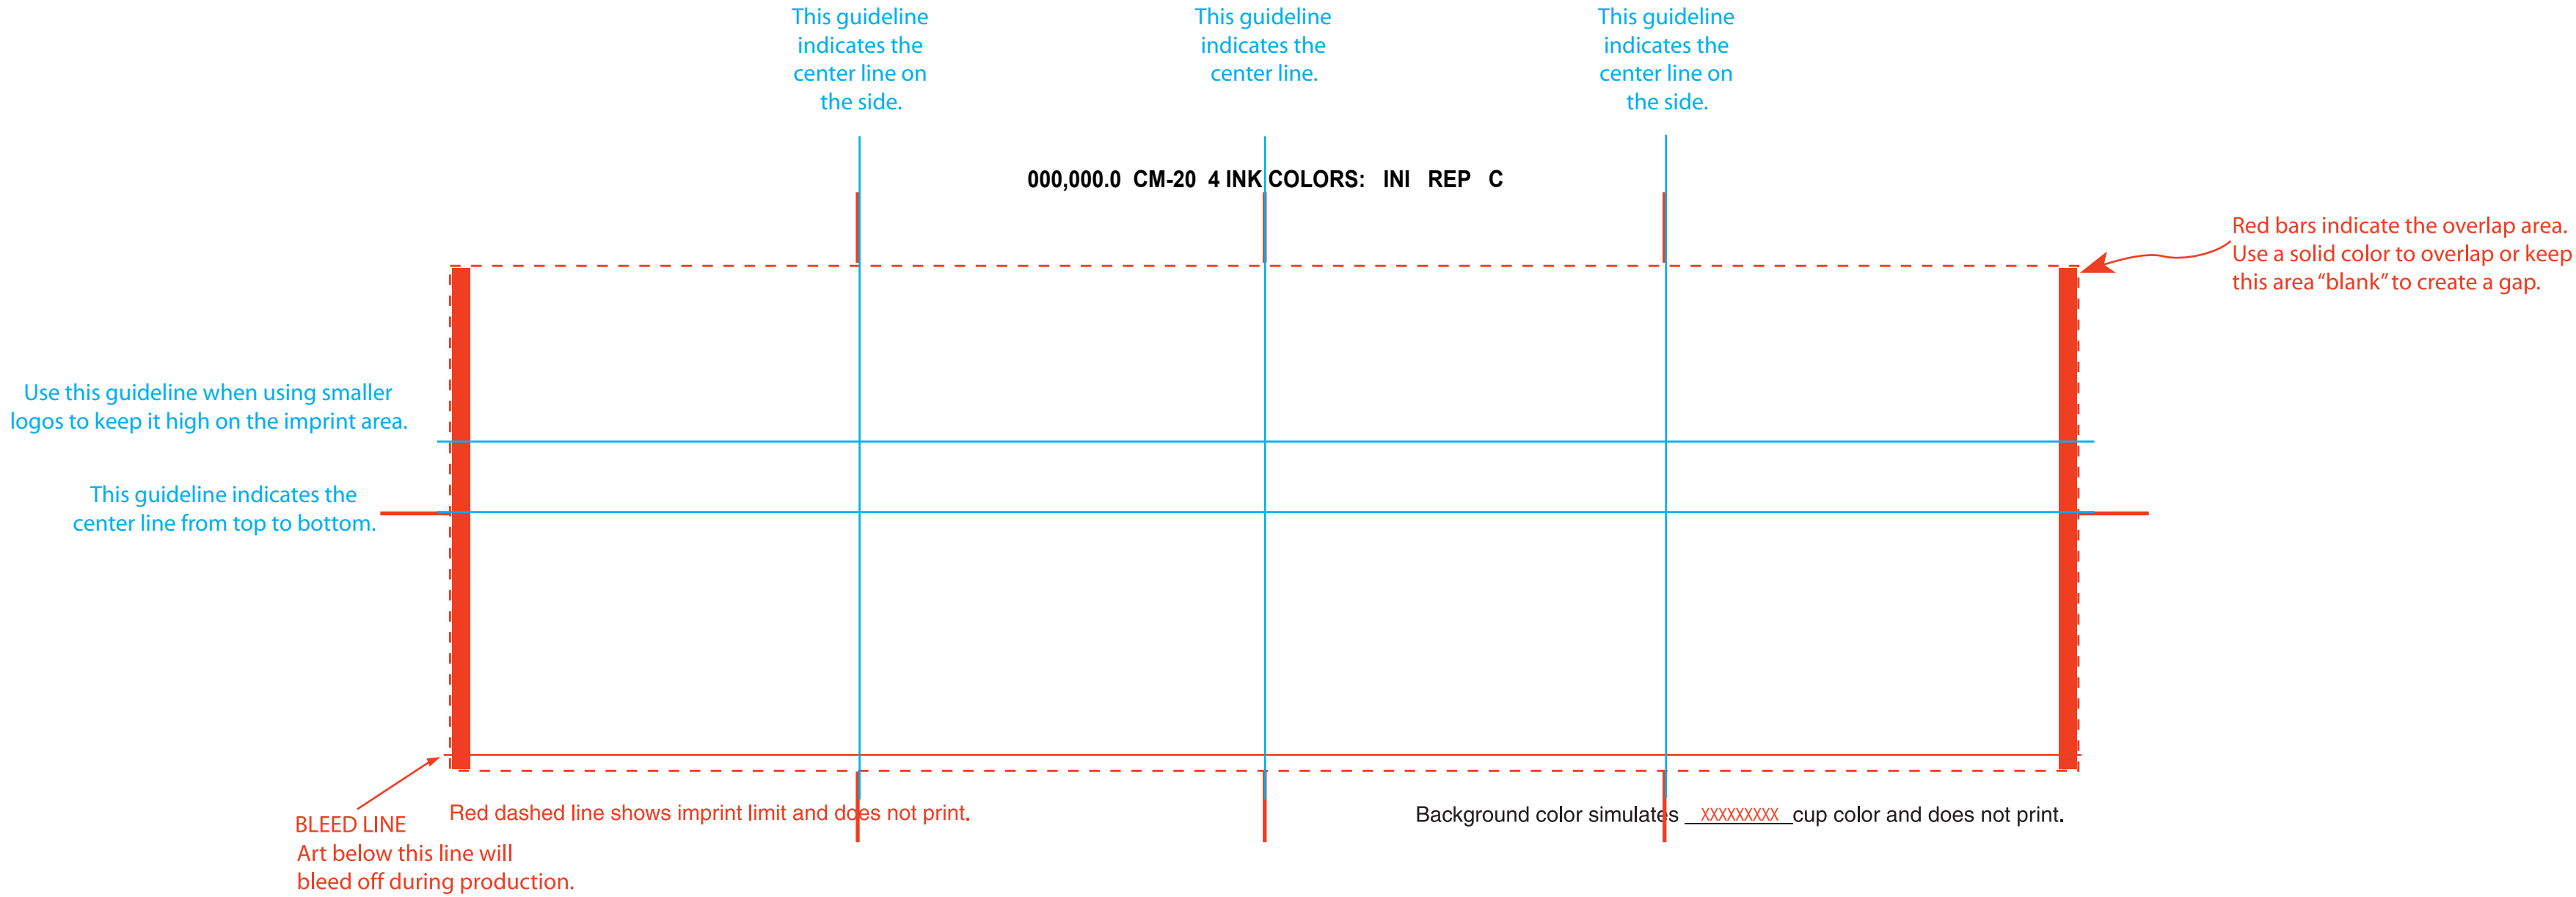 This guideline
indicates the
center line on
the side.
This guideline
indicates the
center line.
This guideline
indicates the
center line on
the side.
000,000.0 CM-20 4 INK COLORS: INI REP C
Red bars indicate the overlap area.
Use a solid color to overlap or keep
this area “blank” to create a gap.
Use this guideline when using smaller
logos to keep it high on the imprint area.
This guideline indicates the
center line from top to bottom.
Red dashed line shows imprint limit and does not print.
Background color simulates XXXXXXXXX cup color and does not print.
BLEED LINE
Art below this line will
bleed off during production.